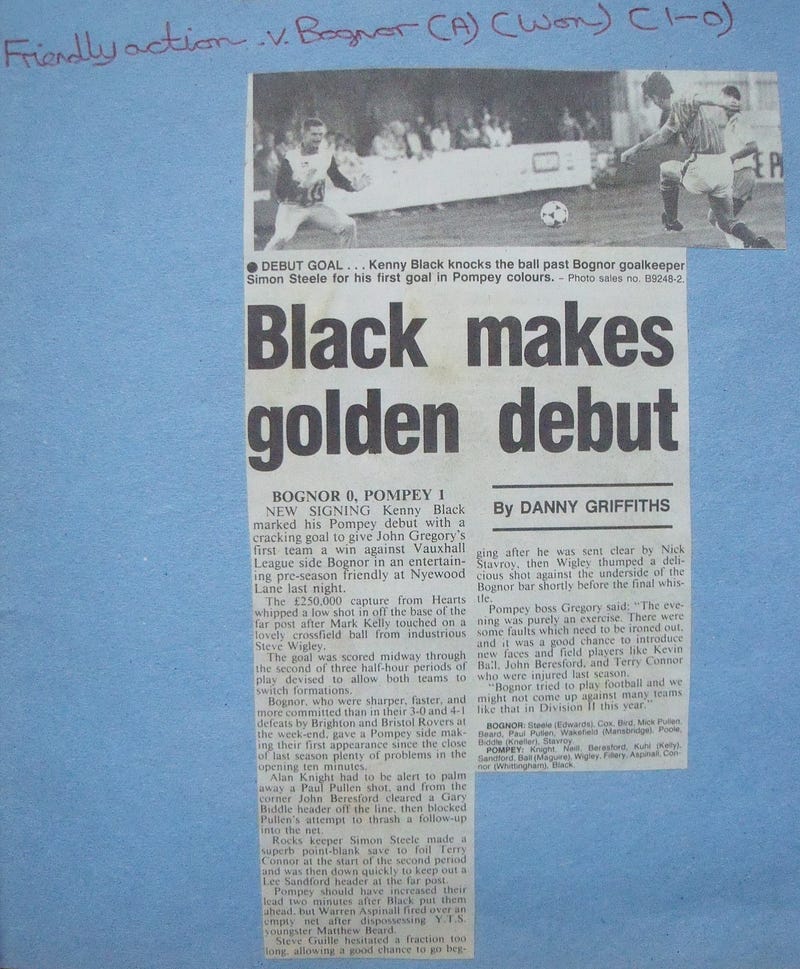 Friendly action .v. Bognor (A) (Won) (1-0)
● DEBUT GOAL . . . Kenny Black knocks the ball past Bognor goalkeeper
Simon Steele for his first goal in Pompey colours. – Photo sales no. B9248-2.
Black makes
golden debut
BOGNOR 0, POMPEY 1
NEW SIGNING Kenny Black
marked his Pompey debut with a
cracking goal to give John Gregory's
first team a win against Vauxhall
League side Bognor in an entertain-
ing pre-season friendly at Nyewood
Lane last night.
The £250,000 capture from Hearts
whipped a low shot in off the base of the
far post after Mark Kelly touched on a
lovely crossfield ball from industrious
Steve Wigley.
The goal was scored midway through
the second of three half-hour periods of
play devised to allow both teams to
switch formations.
Bognor, who were sharper, faster, and
more committed than in their 3-0 and 4-1
defeats by Brighton and Bristol Rovers at
the week-end, gave a Pompey side mak-
ing their first appearance since the close
of last season plenty of problems in the
opening ten minutes.
Alan Knight had to be alert to palm
away a Paul Pullen shot, and from the
corner John Beresford cleared a Gary
Biddle header off the line, then blocked
Pullen's attempt to thrash a follow-up
into the net.
Rocks keeper Simon Steele made a
superb point-blank save to foil Terry
Connor at the start of the second period
and was then down quickly to keep out a
Lee Sandford header at the far post.
Pompey should have increased their
lead two minutes after Black put them
ahead, but Warren Aspinall fired over an
empty net after dispossessing Y.T.S.
youngster Matthew Beard.
Steve Guille hesitated a fraction too
long, allowing a good chance to go beg-
By DANNY GRIFFITHS
ging after he was sent clear by Nick
Stavroy, then Wigley thumped a deli-
cious shot against the underside of the
Bognor bar shortly before the final whis-
tle.
Pompey boss Gregory said: "The eve-
ning was purely an exercise. There were
some faults which need to be ironed out,
and it was a good chance to introduce
new faces and field players like Kevin
Ball, John Beresford, and Terry Connor
who were injured last season.
"Bognor tried to play football and we
might not come up against many teams
like that in Division II this year."
BOGNOR: Steele (Edwards), Cox, Bird, Mick Pullen,
Beard, Paul Pullen, Wakefield (Mansbridge), Poole,
Biddle (Kneller), Stavroy.
POMPEY: Knight, Neill, Beresford, Kuhl (Kelly),
Sandford, Ball (Maguire), Wigley, Fillery, Aspinall, Con-
nor (Whittingham), Black.